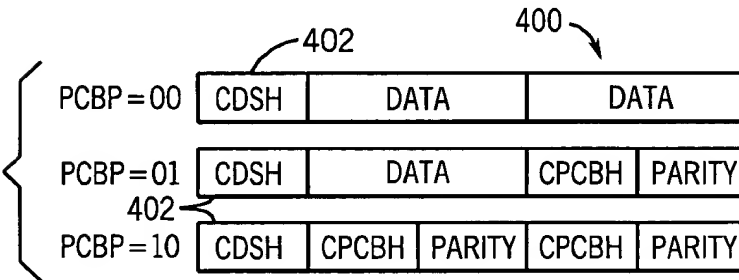 402
400
PCBP=00 CDSH DATA DATA
PCBP=01 CDSH DATA CPCBH PARITY
402
PCBP=10 CDSH CPCBH PARITY CPCBH PARITY